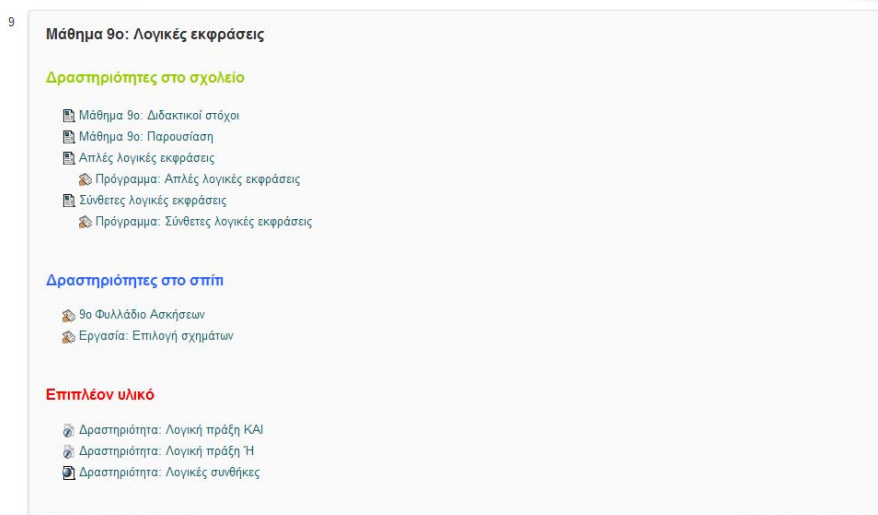 9
Μάθημα 9ο: Λογικές εκφράσεις
Δραστηριότητες στο σχολείο
Μάθημα 9ο: Διδακτικοί στόχοι
Μάθημα 9ο: Παρουσίαση
Απλές λογικές εκφράσεις
Πρόγραμμα: Απλές λογικές εκφράσεις
Σύνθετες λογικές εκφράσεις
Πρόγραμμα: Σύνθετες λογικές εκφράσεις
Δραστηριότητες στο σπίτι
9ο Φυλλάδιο Ασκήσεων
Εργασία: Επιλογή σχημάτων
Επιπλέον υλικό
Δραστηριότητα: Λογική πράξη ΚΑΙ
Δραστηριότητα: Λογική πράξη Ή
Δραστηριότητα: Λογικές συνθήκες